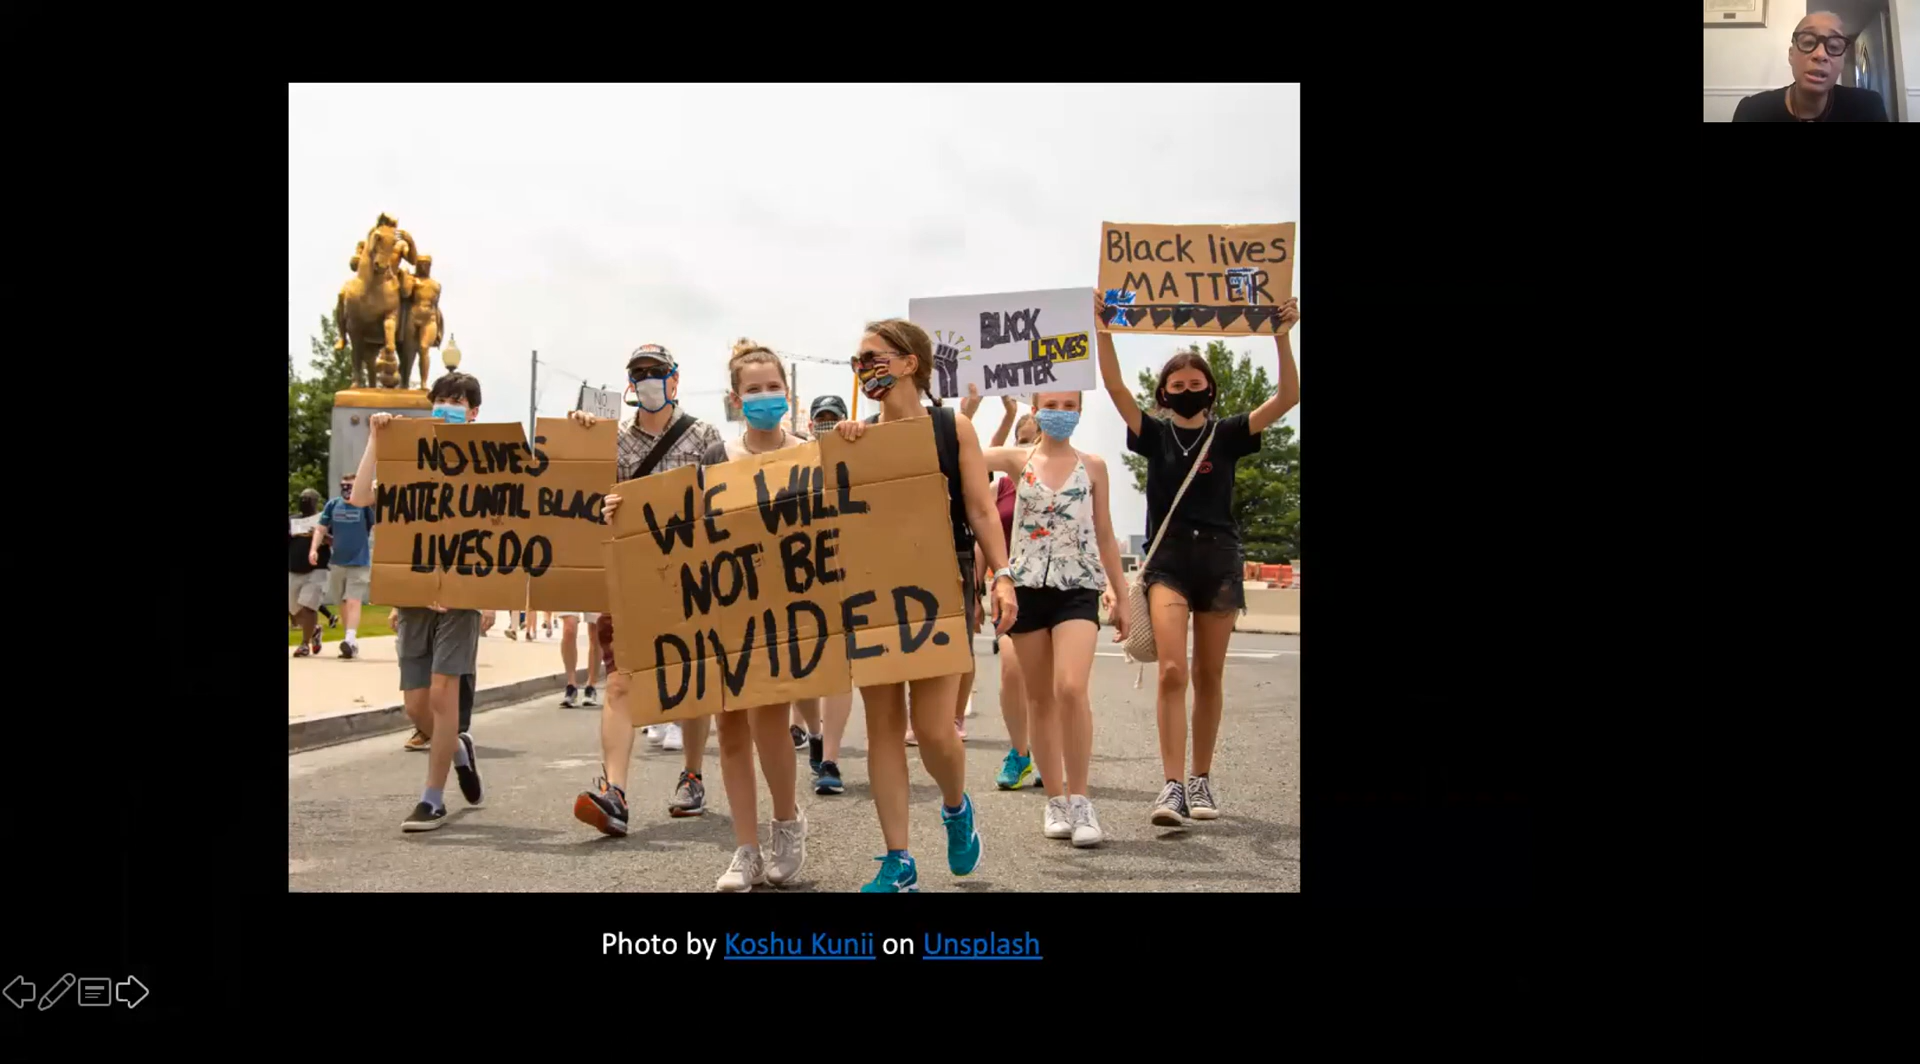 Black lives
MATTER
BLACK
LIVES
MATTER
NO
NO LIVES
MATTER UNTIL BLACK
LIVES DO
WE WILL
NOT BE
DIVIDED.
Photo by Koshu Kunii on Unsplash